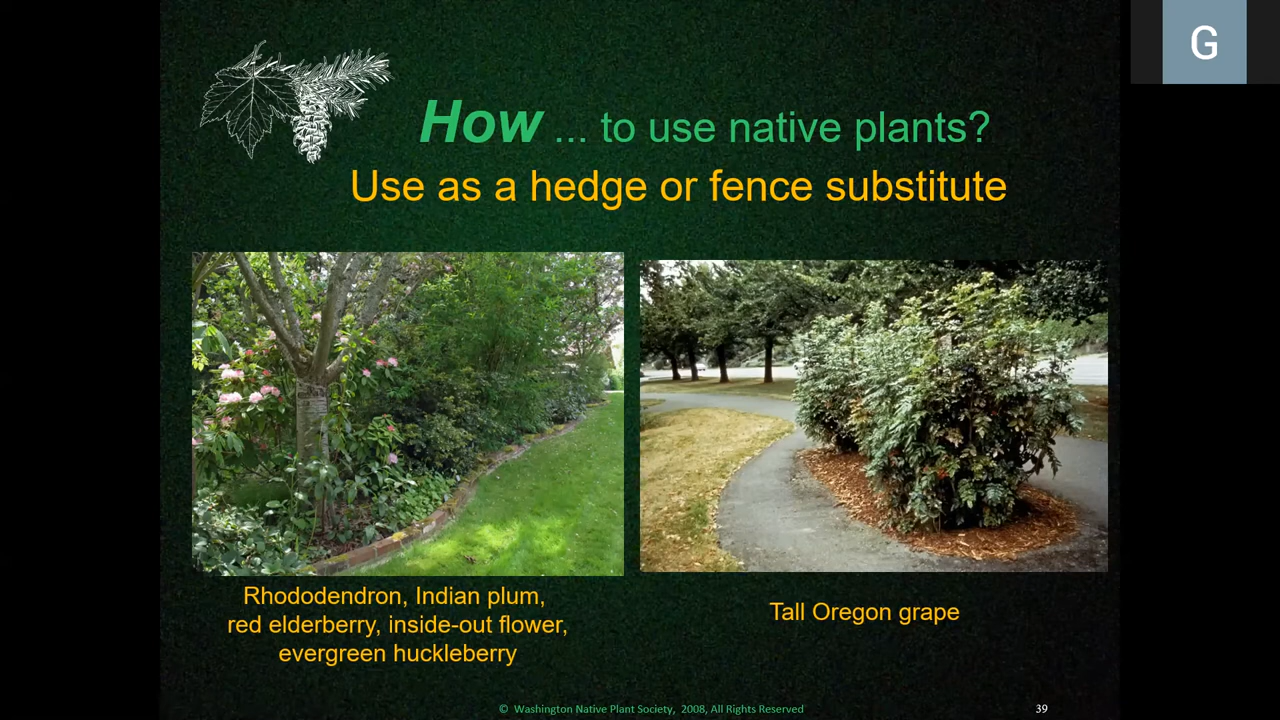 G
How ... to use native plants?
Use as a hedge or fence substitute
Rhododendron, Indian plum,
red elderberry, inside-out flower,
evergreen huckleberry
Tall Oregon grape
© Washington Native Plant Society, 2008, All Rights Reserved
39